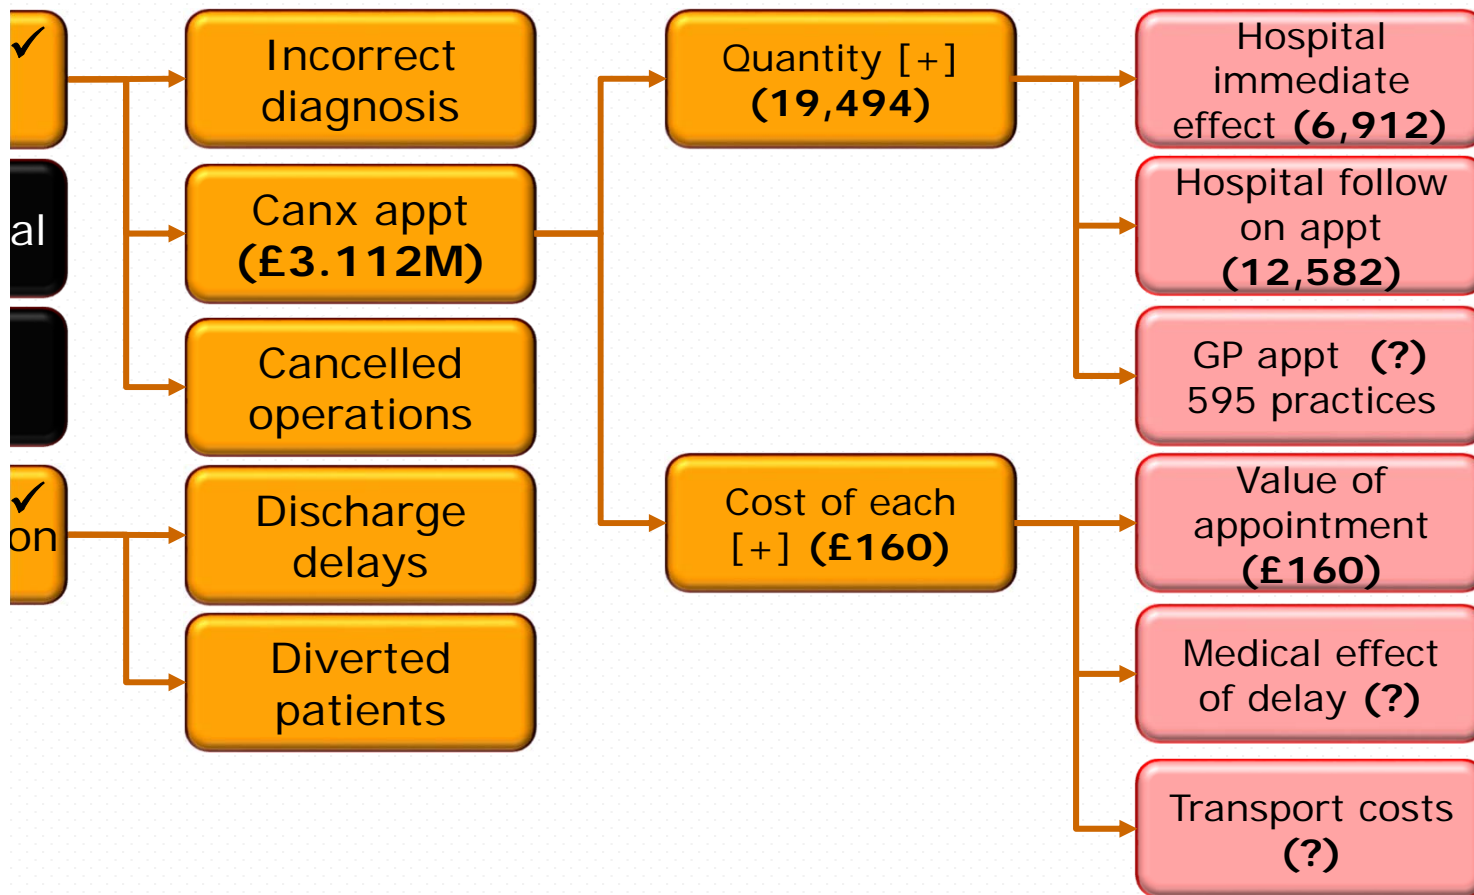 ✓
al
✓
on
Incorrect
diagnosis
Canx appt
(£3.112M)
Cancelled
operations
Discharge
delays
Diverted
patients
Quantity [+]
(19,494)
Cost of each
[+] (£160)
Hospital
immediate
effect (6,912)
Hospital follow
on appt
(12,582)
GP appt (?)
595 practices
Value of
appointment
(£160)
Medical effect
of delay (?)
Transport costs
(?)